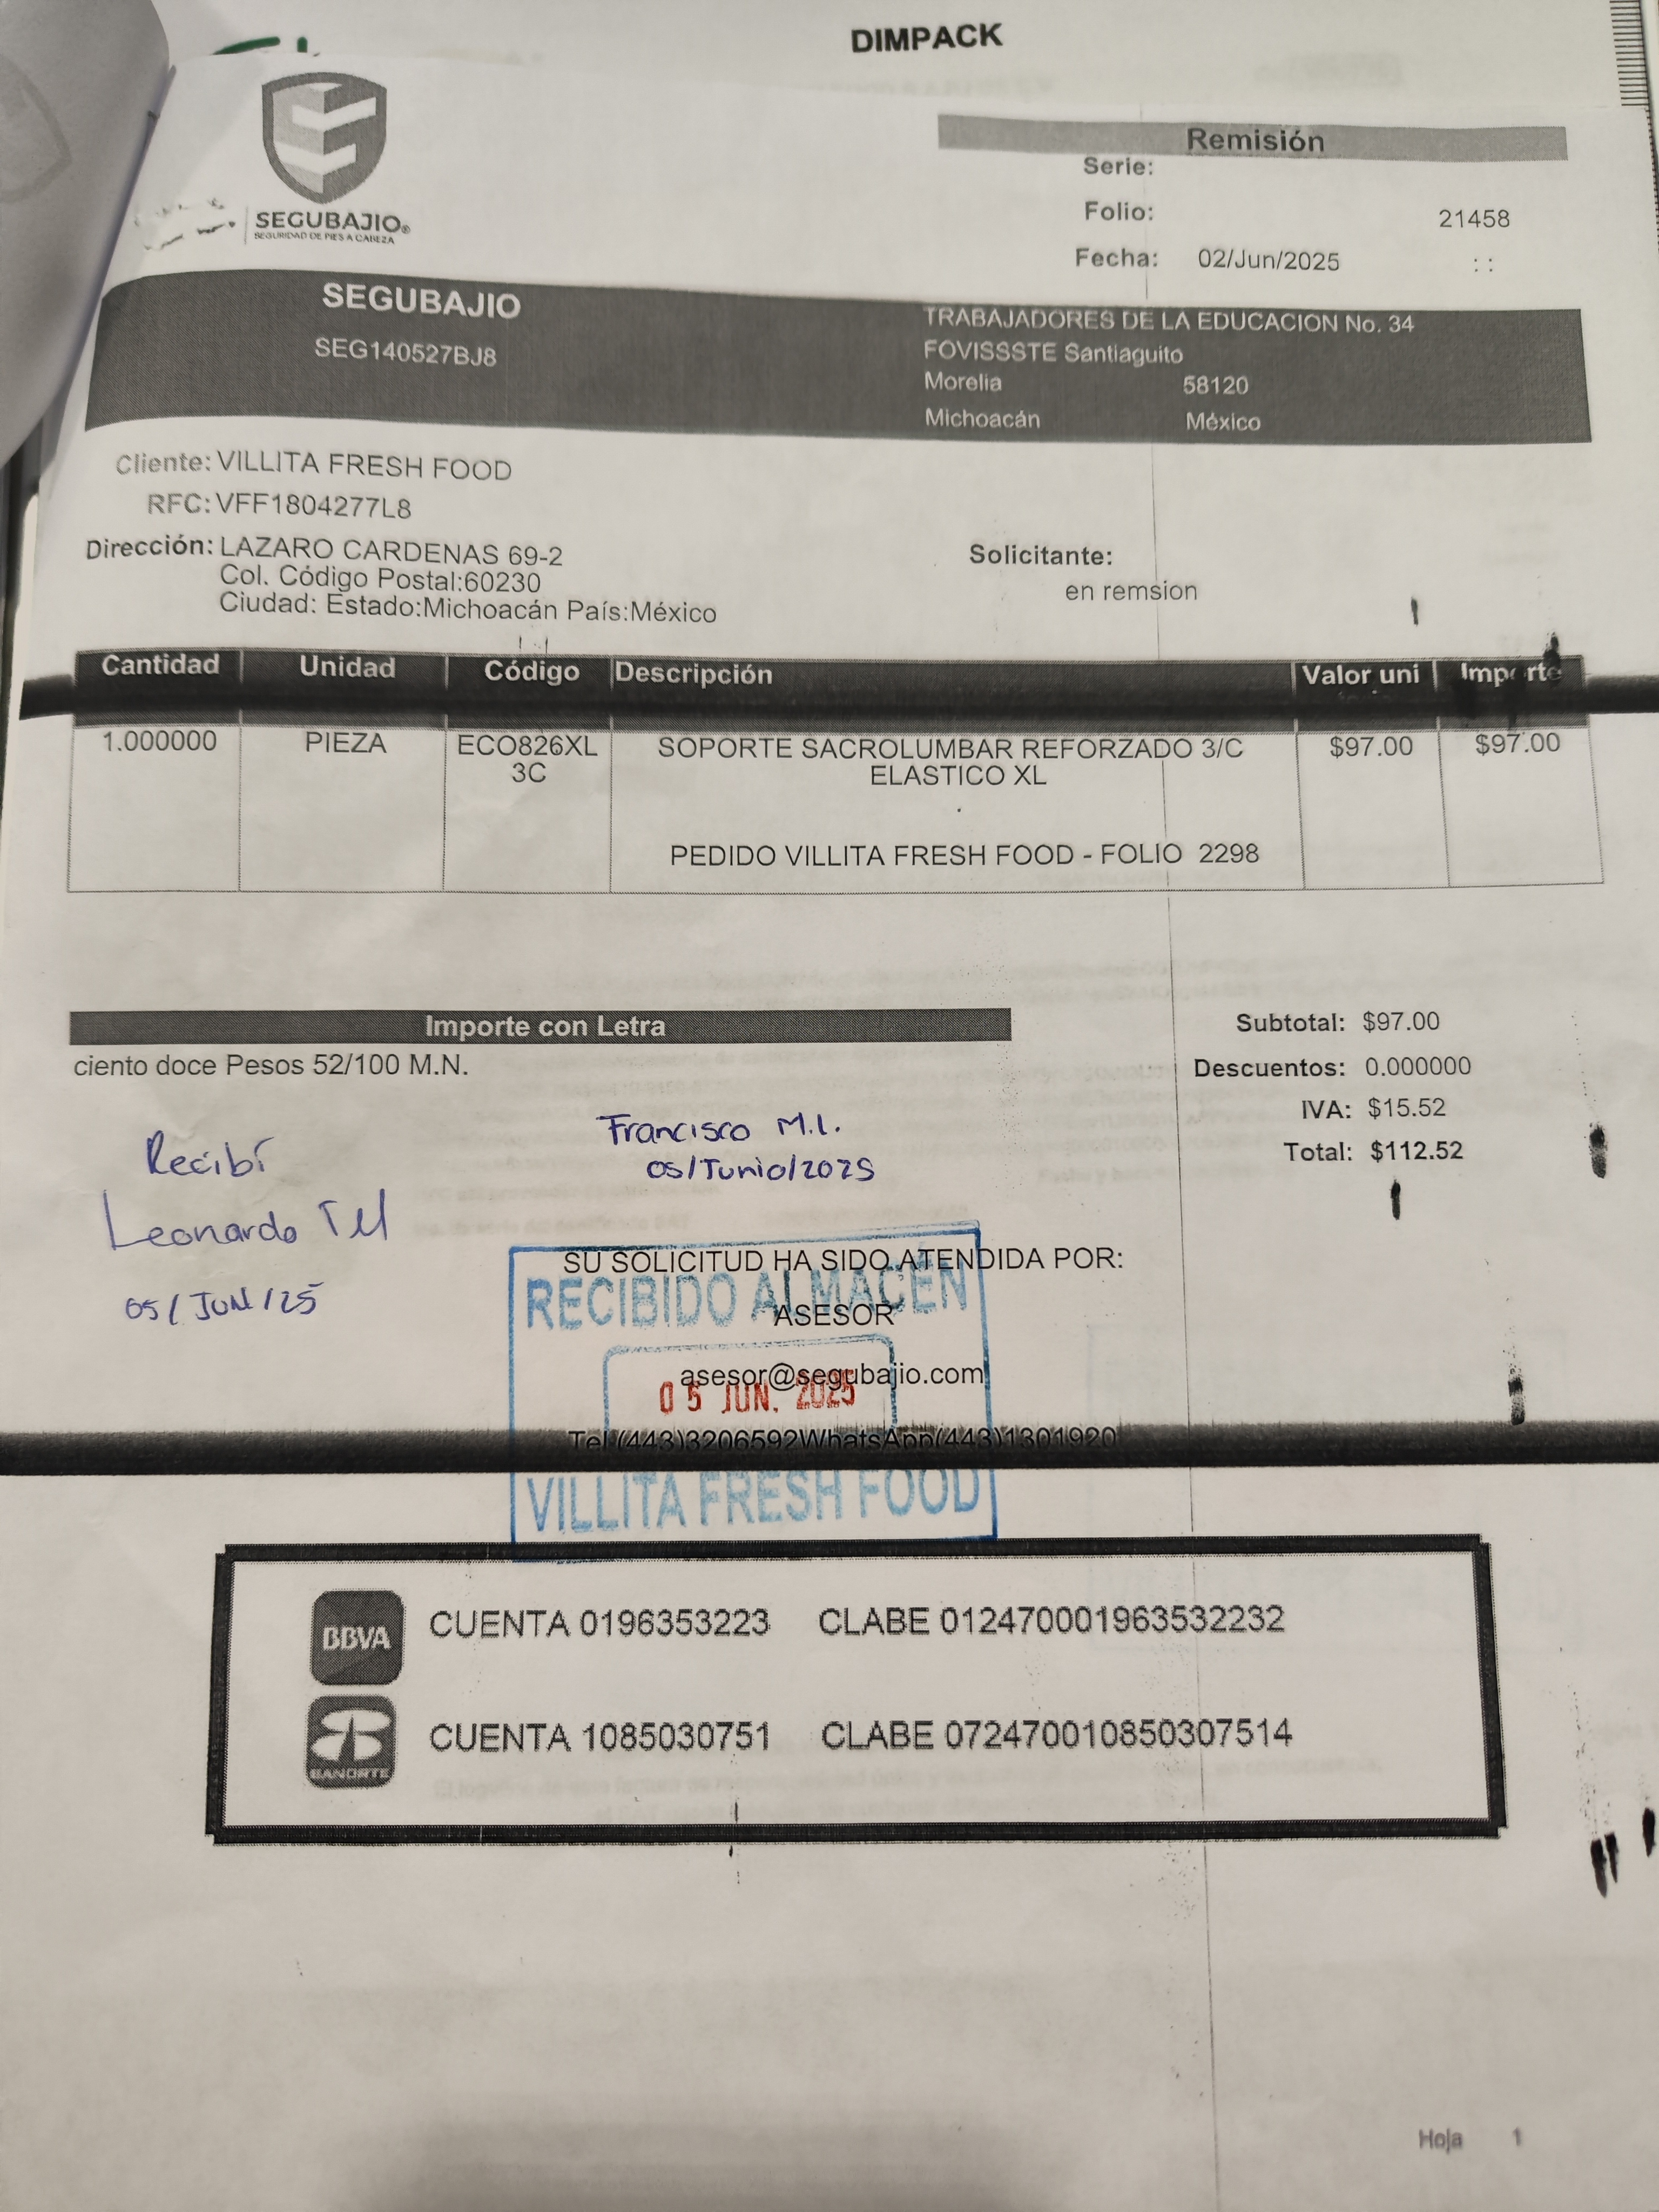 DIMPACK
SEGUBAJIO®
SEGURIDAD DE PIES A CABEZA
Remisión
Serie:
Folio: 21458
Fecha: 02/Jun/2025 : :
SEGUBAJIO
SEG140527BJ8
TRABAJADORES DE LA EDUCACION No. 34
FOVISSSTE Santiaguito
Morelia 58120
Michoacán México
Cliente: VILLITA FRESH FOOD
RFC: VFF1804277L8
Dirección: LAZARO CARDENAS 69-2
Col. Código Postal:60230
Ciudad: Estado:Michoacán País:México
Solicitante:
en remsion
Cantidad Unidad Código Descripción Valor uni Importe
1.000000 PIEZA ECO826XL SOPORTE SACROLUMBAR REFORZADO 3/C $97.00 $97.00
3C ELASTICO XL
PEDIDO VILLITA FRESH FOOD - FOLIO 2298
Importe con Letra
ciento doce Pesos 52/100 M.N.
Subtotal: $97.00
Descuentos: 0.000000
IVA: $15.52
Total: $112.52
Recibí
Leonardo
05/JUN/25
Francisco M.I.
05/Junio/2025
SU SOLICITUD HA SIDO ATENDIDA POR:
RECIBIDO ALMACÉN
ASESOR
asesor@segubajio.com
05 JUN. 2025
Tel.(443)3206592WhatsApp(443)1301920
VILLITA FRESH FOOD
BBVA CUENTA 0196353223 CLABE 012470001963532232
BANORTE CUENTA 1085030751 CLABE 072470010850307514
Hoja 1